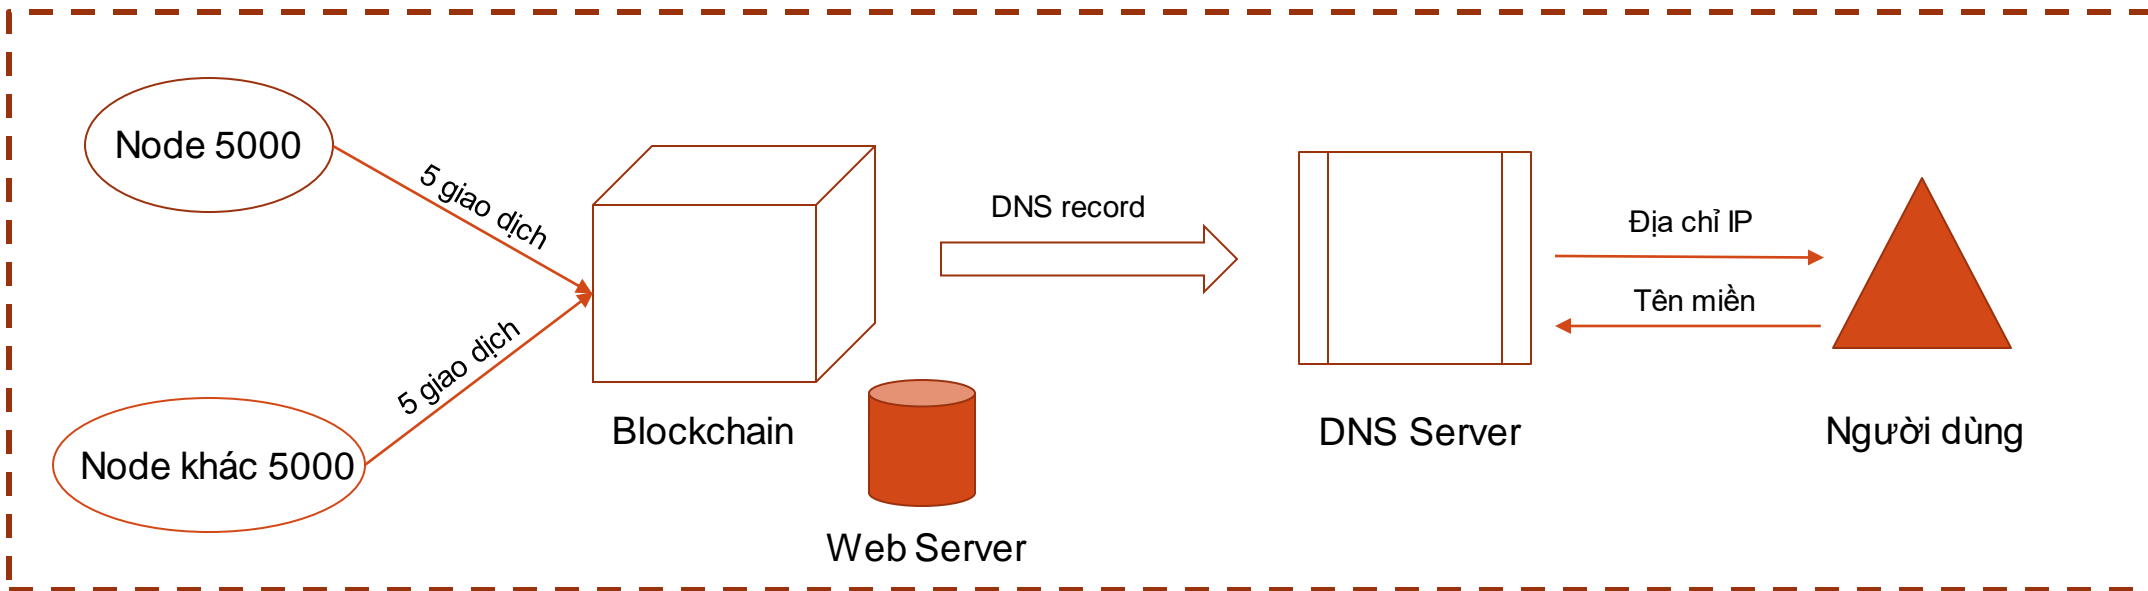 Node 5000
5 giao dịch
Node khác 5000
5 giao dịch
Blockchain
Web Server
DNS record
DNS Server
Địa chỉ IP
Tên miền
Người dùng